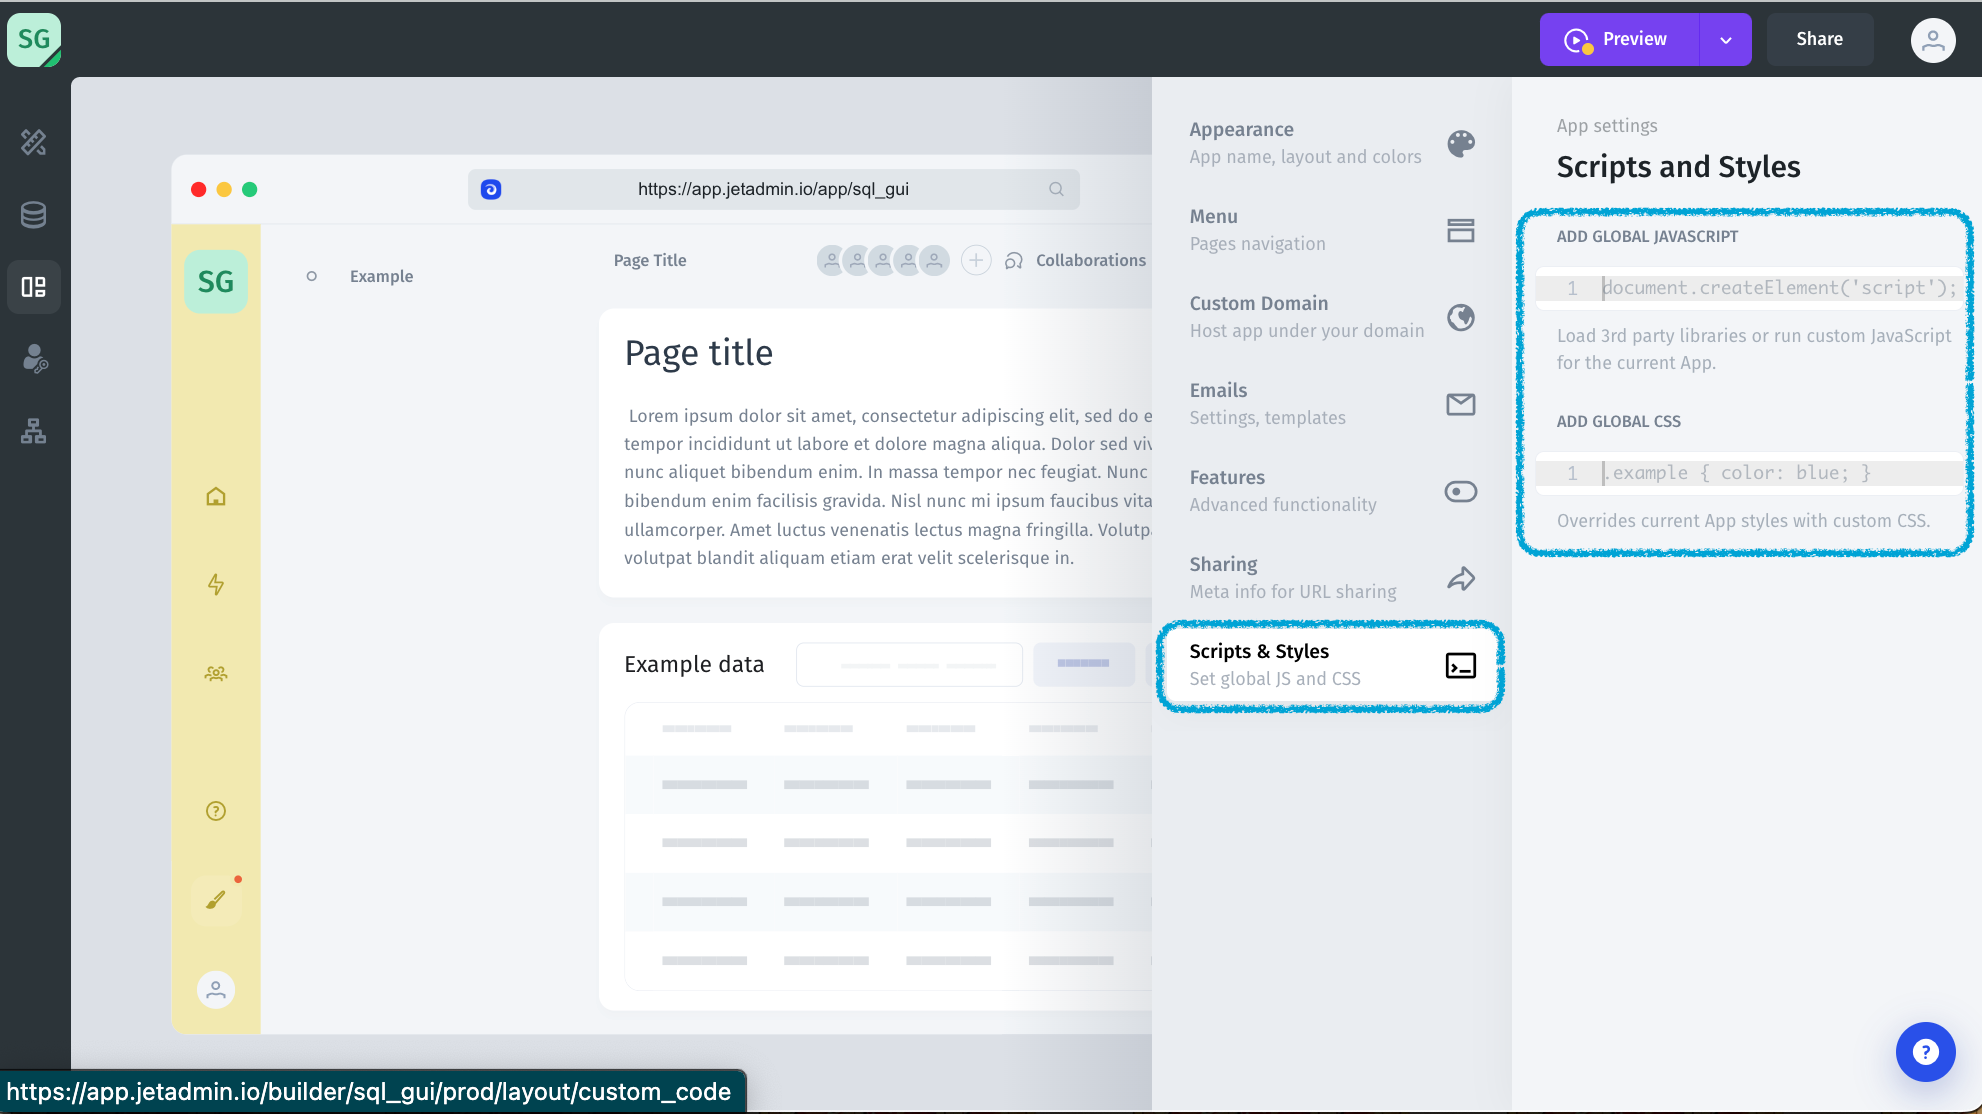 SG
Preview
Share
https://app.jetadmin.io/app/sql_gui
SG
Example
Page Title
Collaborations
Page title
Lorem ipsum dolor sit amet, consectetur adipiscing elit, sed do e
tempor incididunt ut labore et dolore magna aliqua. Dolor sed viv
nunc aliquet bibendum enim. In massa tempor nec feugiat. Nunc
bibendum enim facilisis gravida. Nisl nunc mi ipsum faucibus vita
ullamcorper. Amet luctus venenatis lectus magna fringilla. Volutpa
volutpat blandit aliquam etiam erat velit scelerisque in.
Example data
Appearance
App name, layout and colors
Menu
Pages navigation
Custom Domain
Host app under your domain
Emails
Settings, templates
Features
Advanced functionality
Sharing
Meta info for URL sharing
Scripts & Styles
Set global JS and CSS
App settings
Scripts and Styles
ADD GLOBAL JAVASCRIPT
1 document.createElement('script');
Load 3rd party libraries or run custom JavaScript
for the current App.
ADD GLOBAL CSS
1 .example { color: blue; }
Overrides current App styles with custom CSS.
https://app.jetadmin.io/builder/sql_gui/prod/layout/custom_code